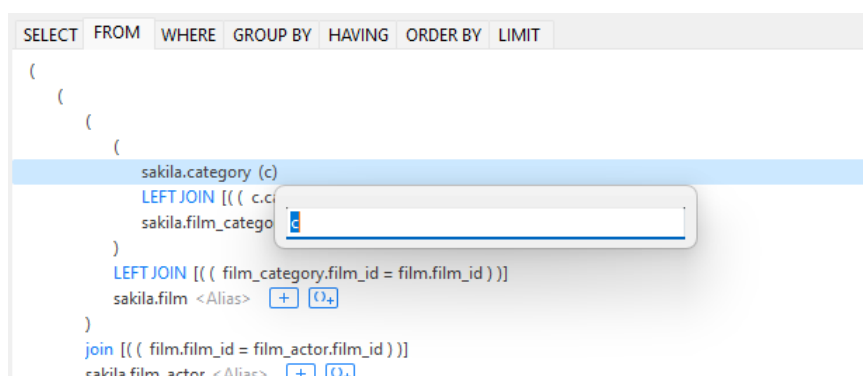 SELECT FROM WHERE GROUP BY HAVING ORDER BY LIMIT
(
(
(
(
sakila.category (c)
LEFT JOIN [( ( c.ca
sakila.film_catego
c
)
LEFT JOIN [( ( film_category.film_id = film.film_id ) )]
sakila.film <Alias> + ()+
)
join [( ( film.film_id = film_actor.film_id ) )]
sakila.film_actor <Alias> + ()+